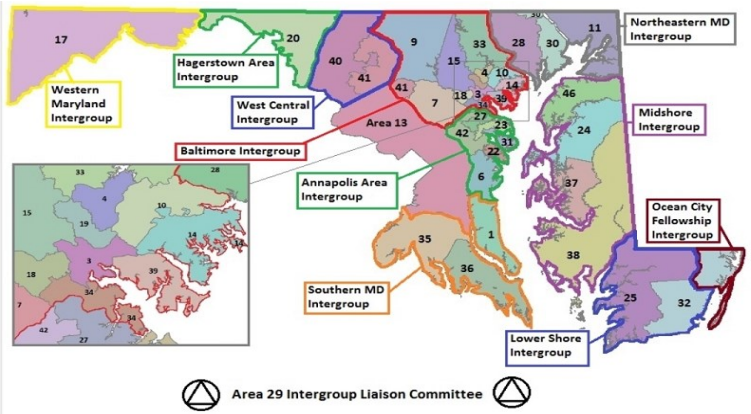 17
20
Hagerstown Area
Intergroup
Western
Maryland
Intergroup
40
41
West Central
Intergroup
9
15
33
28
30
30
11
Northeastern MD
Intergroup
4
10
14
41
7
18
3
39
34
Baltimore Intergroup
Area 13
27
42
23
31
22
6
Annapolis Area
Intergroup
46
24
37
38
Midshore
Intergroup
Ocean City
Fellowship
Intergroup
35
36
1
Southern MD
Intergroup
25
32
Lower Shore
Intergroup
33
28
4
15
10
19
14
14
3
39
18
34
7
34
42
27
Area 29 Intergroup Liaison Committee